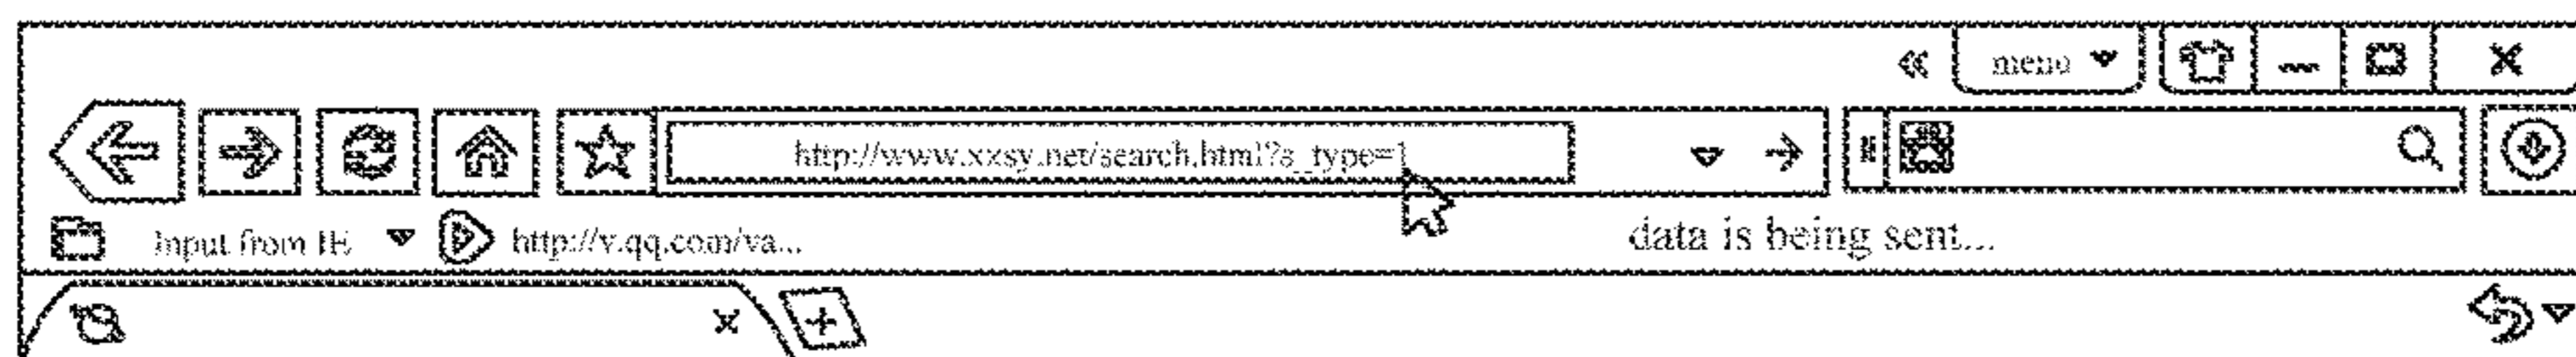 menu
http://www.xxsy.net/search.html?s_type=1
Input from IE
http://v.qq.com/va...
data is being sent...